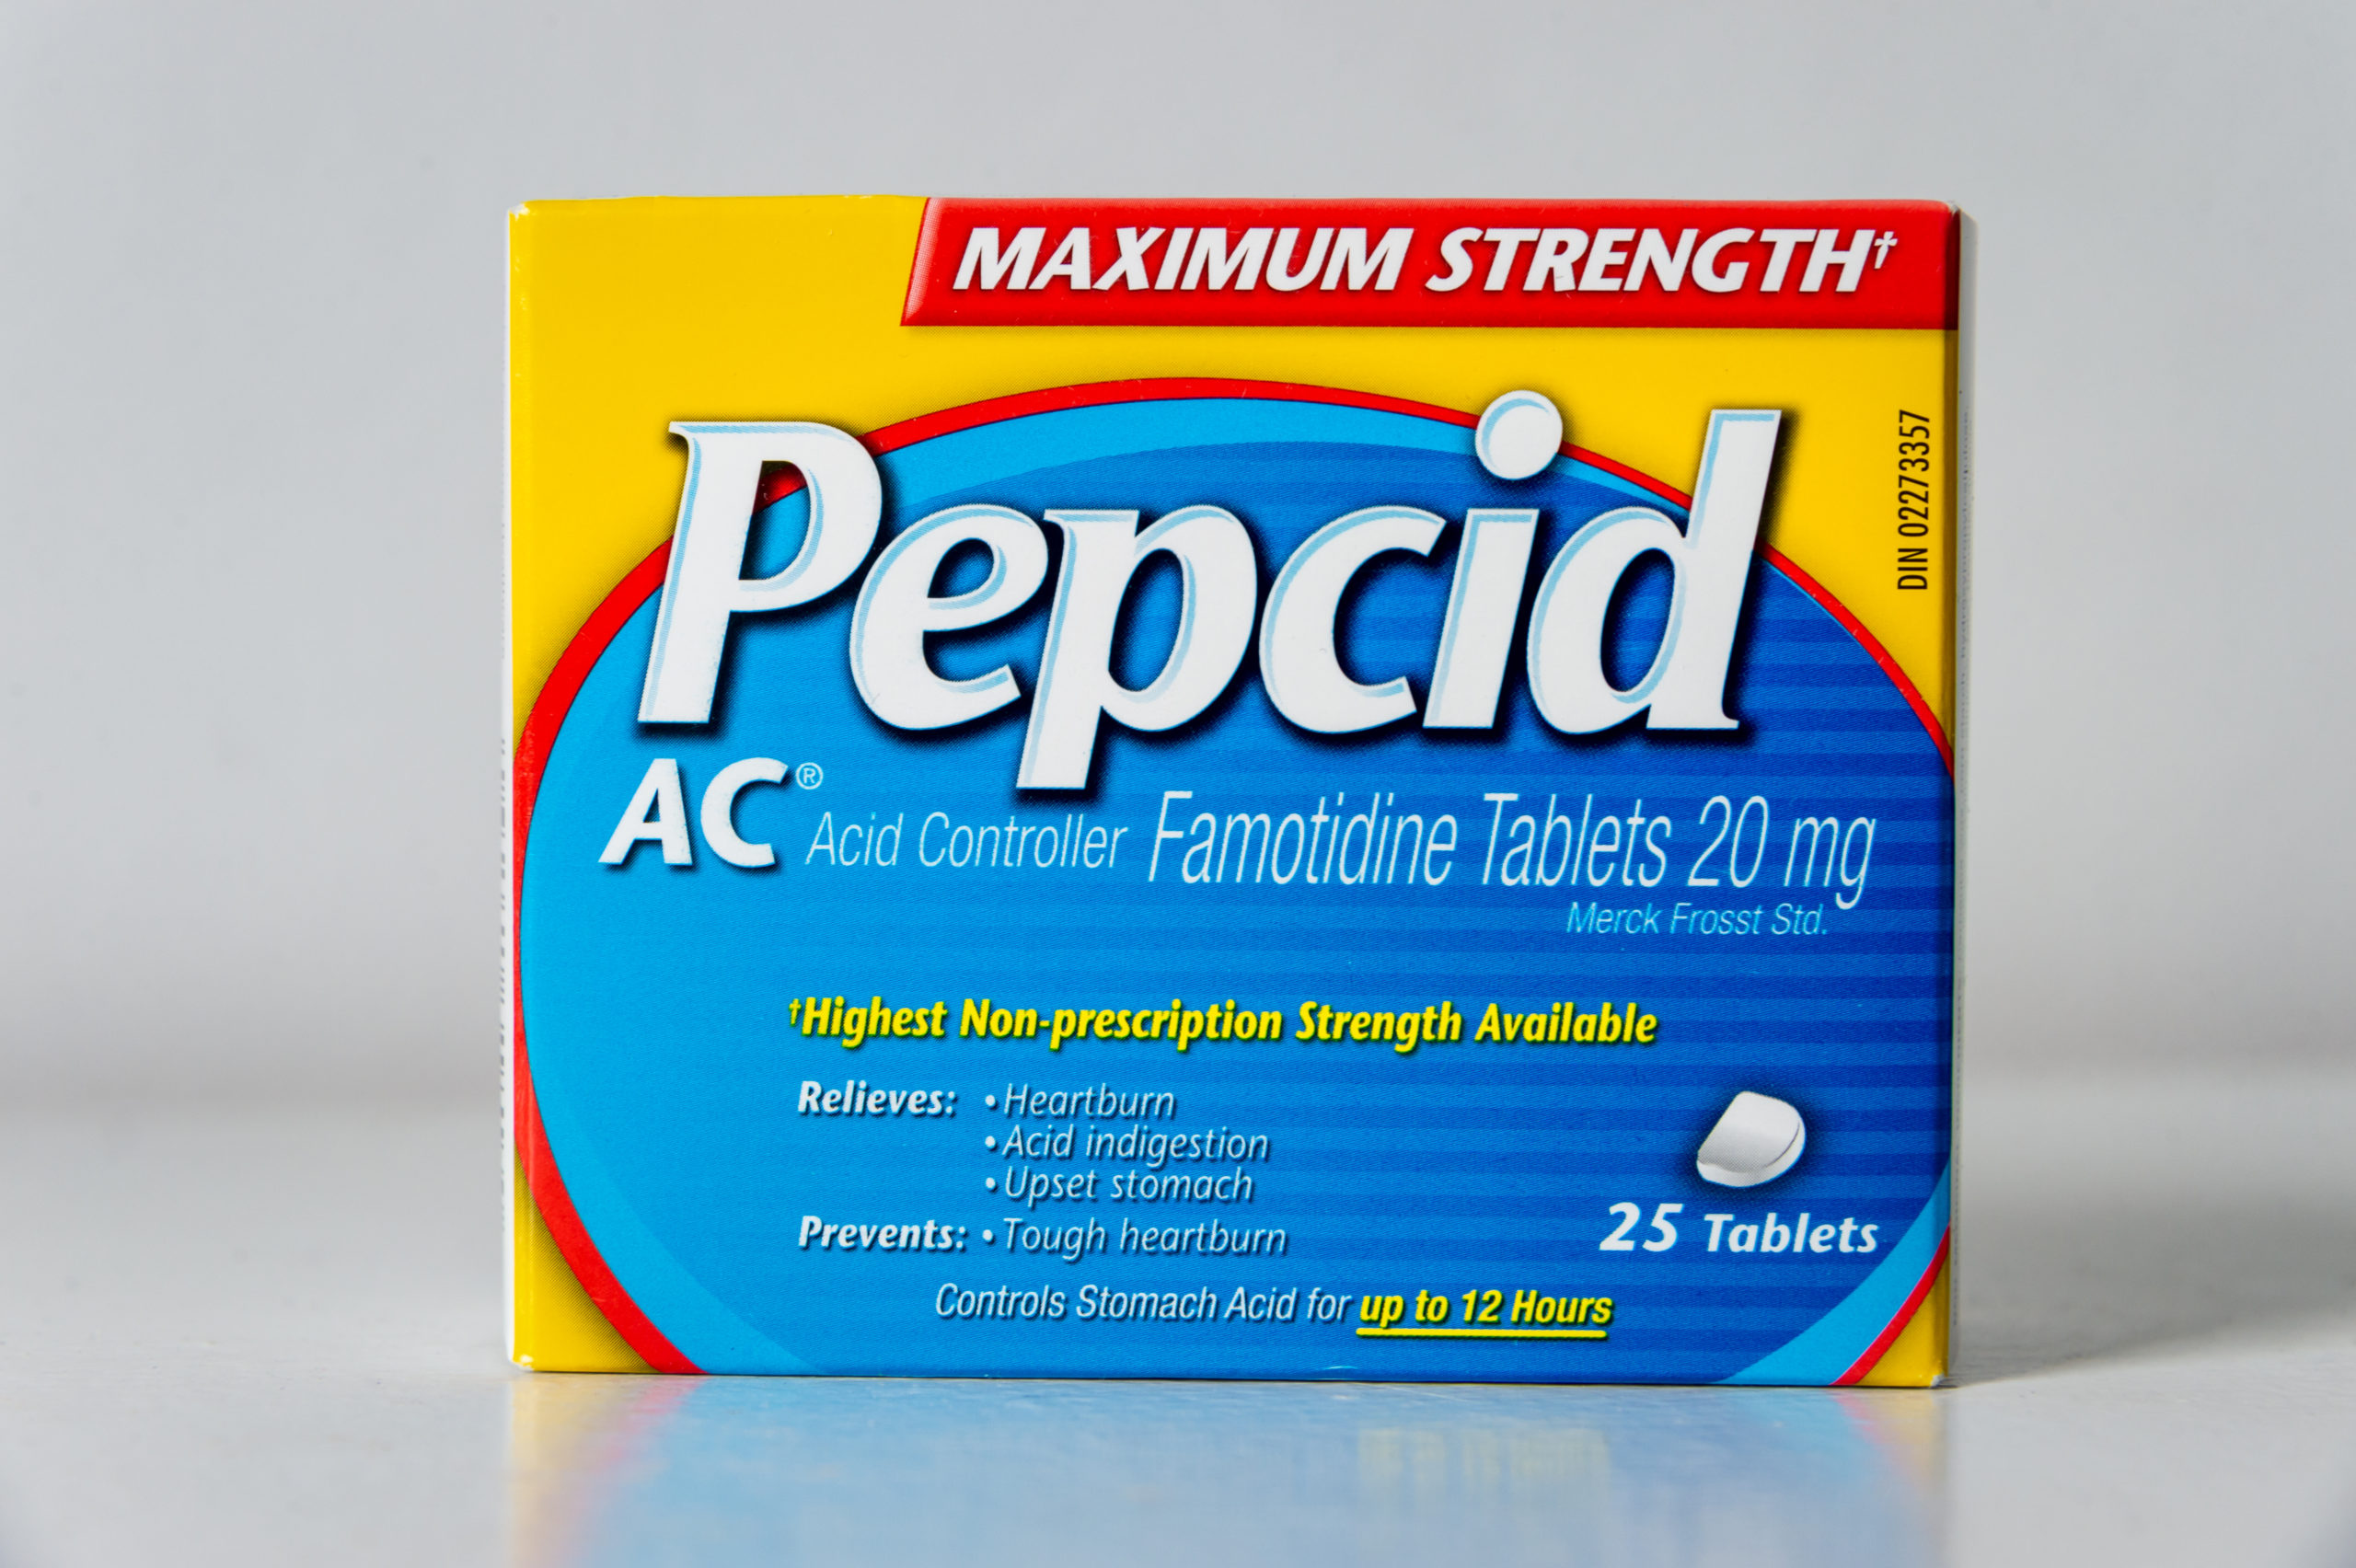 MAXIMUM STRENGTH†
Pepcid
DIN 02273357
AC®
Acid Controller Famotidine Tablets 20 mg
Merck Frosst Std.
†Highest Non-prescription Strength Available
Relieves: • Heartburn
• Acid indigestion
• Upset stomach
Prevents: • Tough heartburn
25 Tablets
Controls Stomach Acid for up to 12 Hours